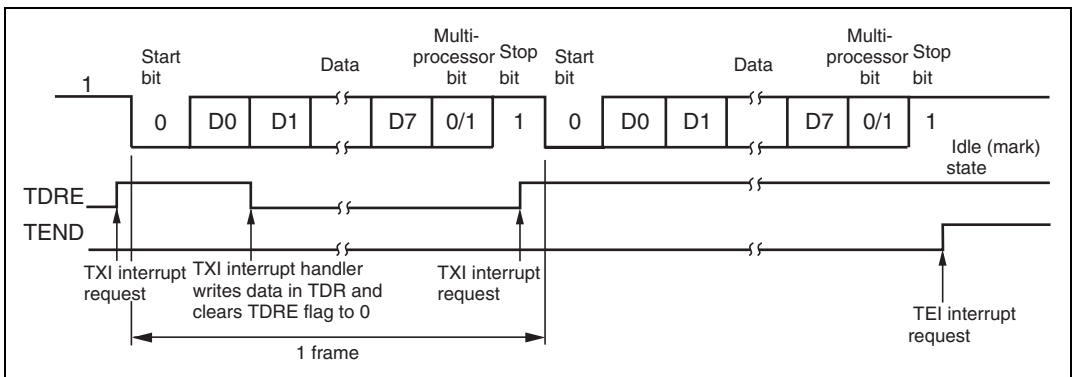 Start
bit
Data
Multi-
processor
bit
Stop
bit
Start
bit
Data
Multi-
processor
bit
Stop
bit
1
0
D0
D1
D7
0/1
1
0
D0
D1
D7
0/1
1
Idle (mark)
state
TDRE
TEND
TXI interrupt
request
TXI interrupt handler
writes data in TDR and
clears TDRE flag to 0
TXI interrupt
request
TEI interrupt
request
1 frame